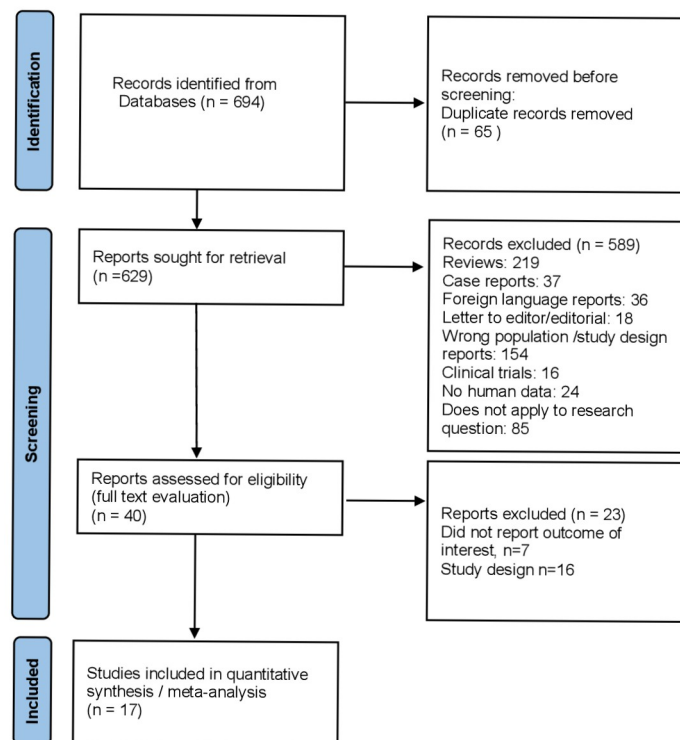 Identification
Records identified from
Databases (n = 694)
Records removed before
screening:
Duplicate records removed
(n = 65 )
Screening
Reports sought for retrieval
(n =629)
Records excluded (n = 589)
Reviews: 219
Case reports: 37
Foreign language reports: 36
Letter to editor/editorial: 18
Wrong population /study design
reports: 154
Clinical trials: 16
No human data: 24
Does not apply to research
question: 85
Reports assessed for eligibility
(full text evaluation)
(n = 40)
Reports excluded (n = 23)
Did not report outcome of
interest, n=7
Study design n=16
Included
Studies included in quantitative
synthesis / meta-analysis
(n = 17)